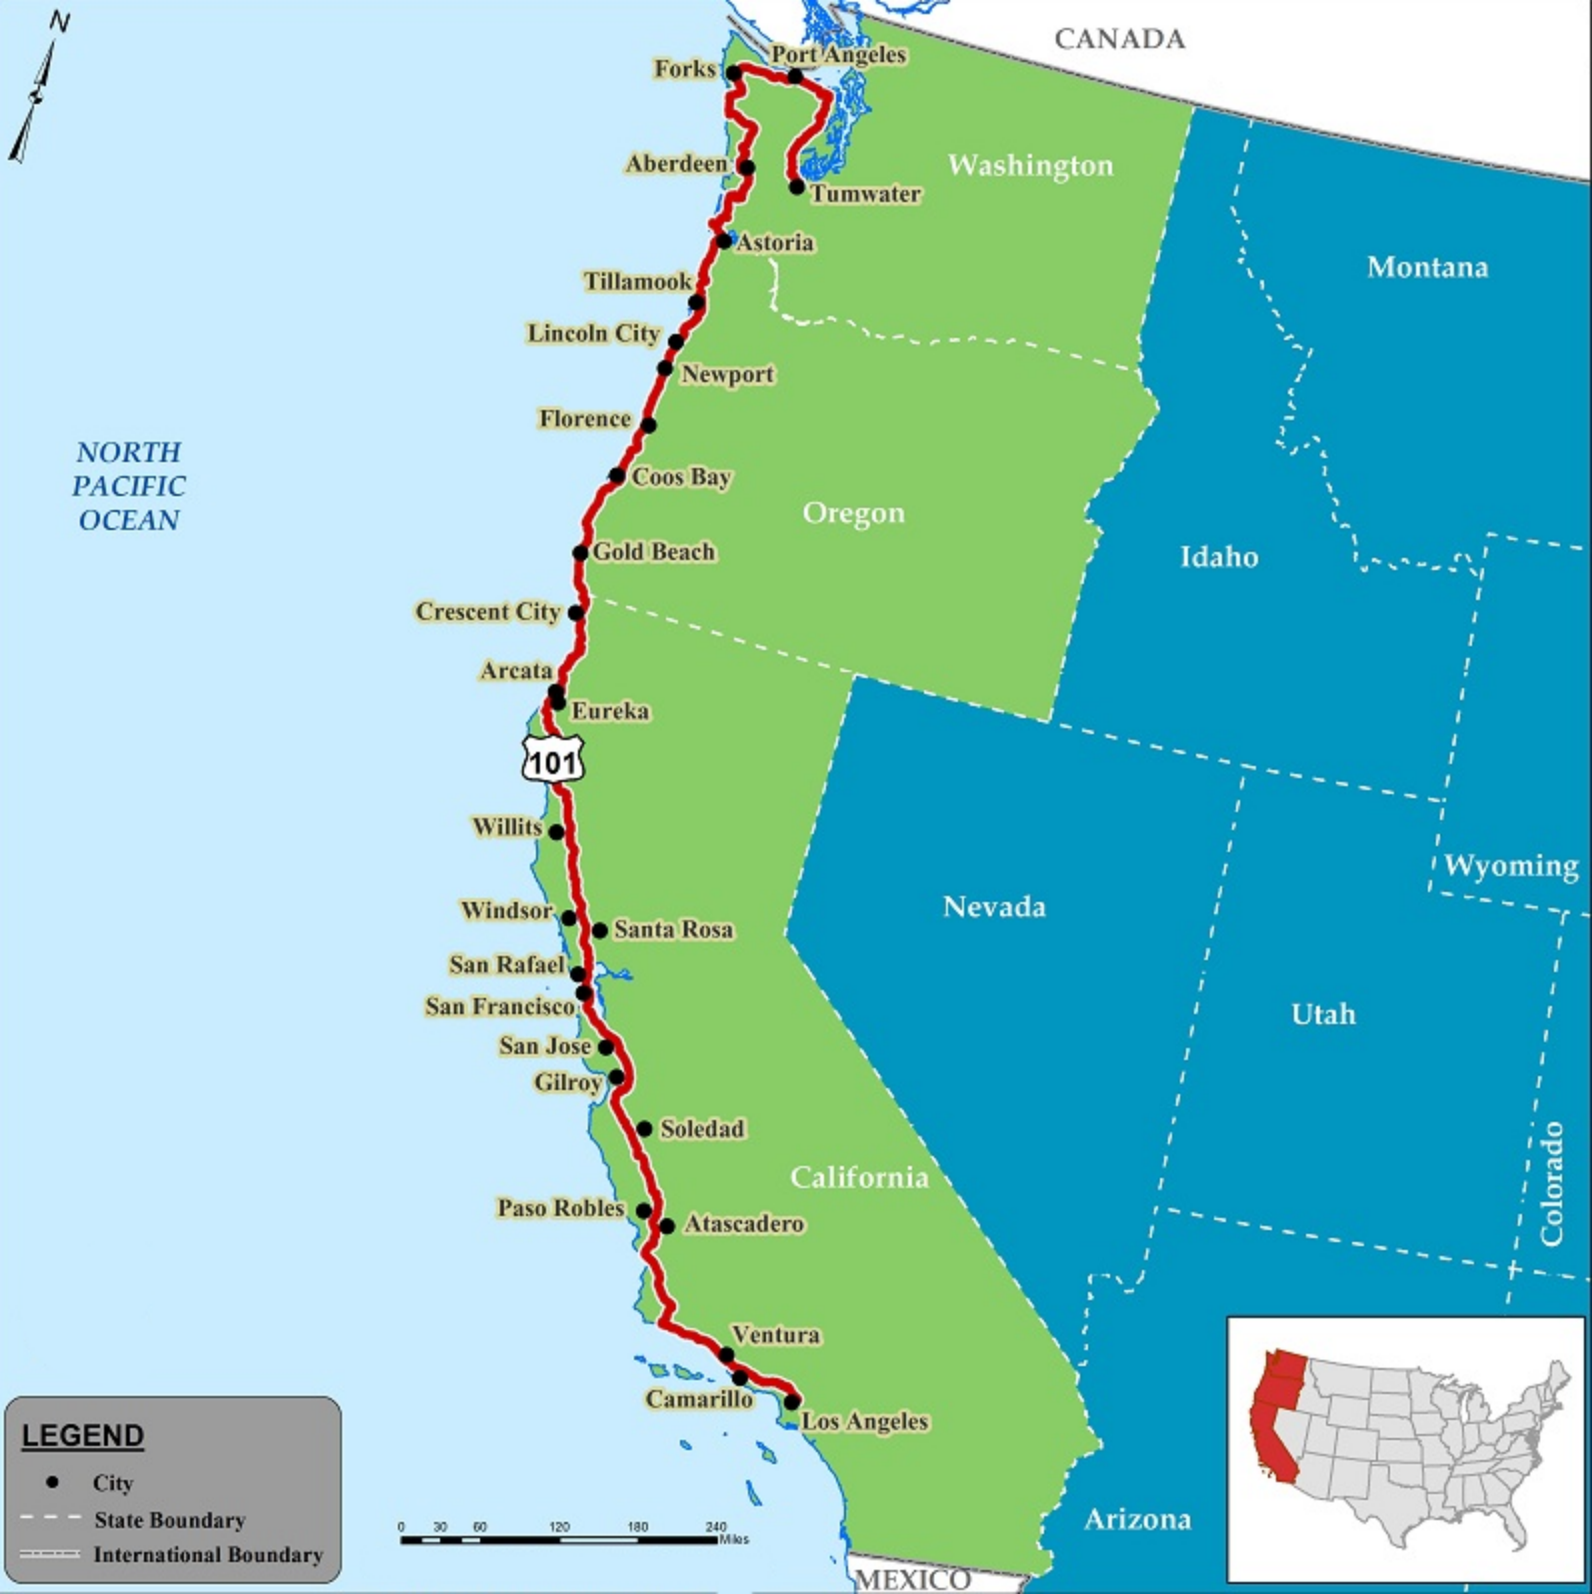 N
CANADA
Port Angeles
Forks
Aberdeen
Washington
Tumwater
Astoria
Montana
Tillamook
Lincoln City
Newport
Florence
NORTH
PACIFIC
OCEAN
Coos Bay
Oregon
Gold Beach
Idaho
Crescent City
Arcata
Eureka
101
Willits
Wyoming
Nevada
Windsor
Santa Rosa
San Rafael
San Francisco
Utah
San Jose
Gilroy
Soledad
California
Colorado
Paso Robles
Atascadero
Ventura
Camarillo
Los Angeles
LEGEND
City
State Boundary
International Boundary
0 30 60 120 180 240
Miles
Arizona
MEXICO